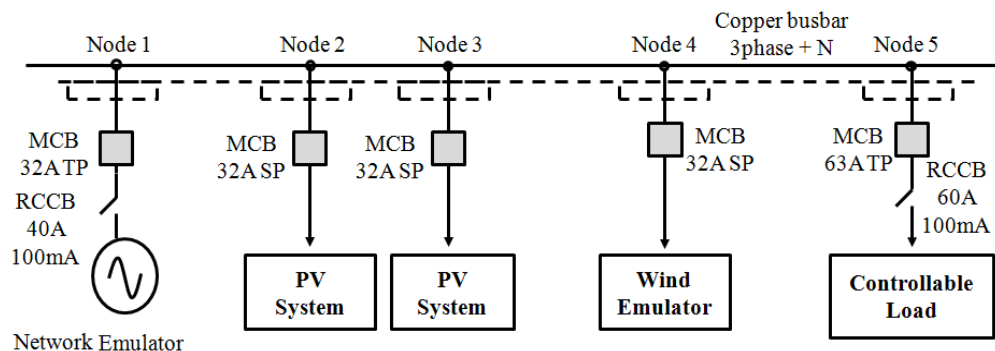 Copper busbar
3phase + N
Node 1
Node 2
Node 3
Node 4
Node 5
MCB
32A TP
RCCB
40A
100mA
Network Emulator
MCB
32A SP
PV
System
MCB
32A SP
PV
System
MCB
32A SP
Wind
Emulator
MCB
63A TP
RCCB
60A
100mA
Controllable
Load